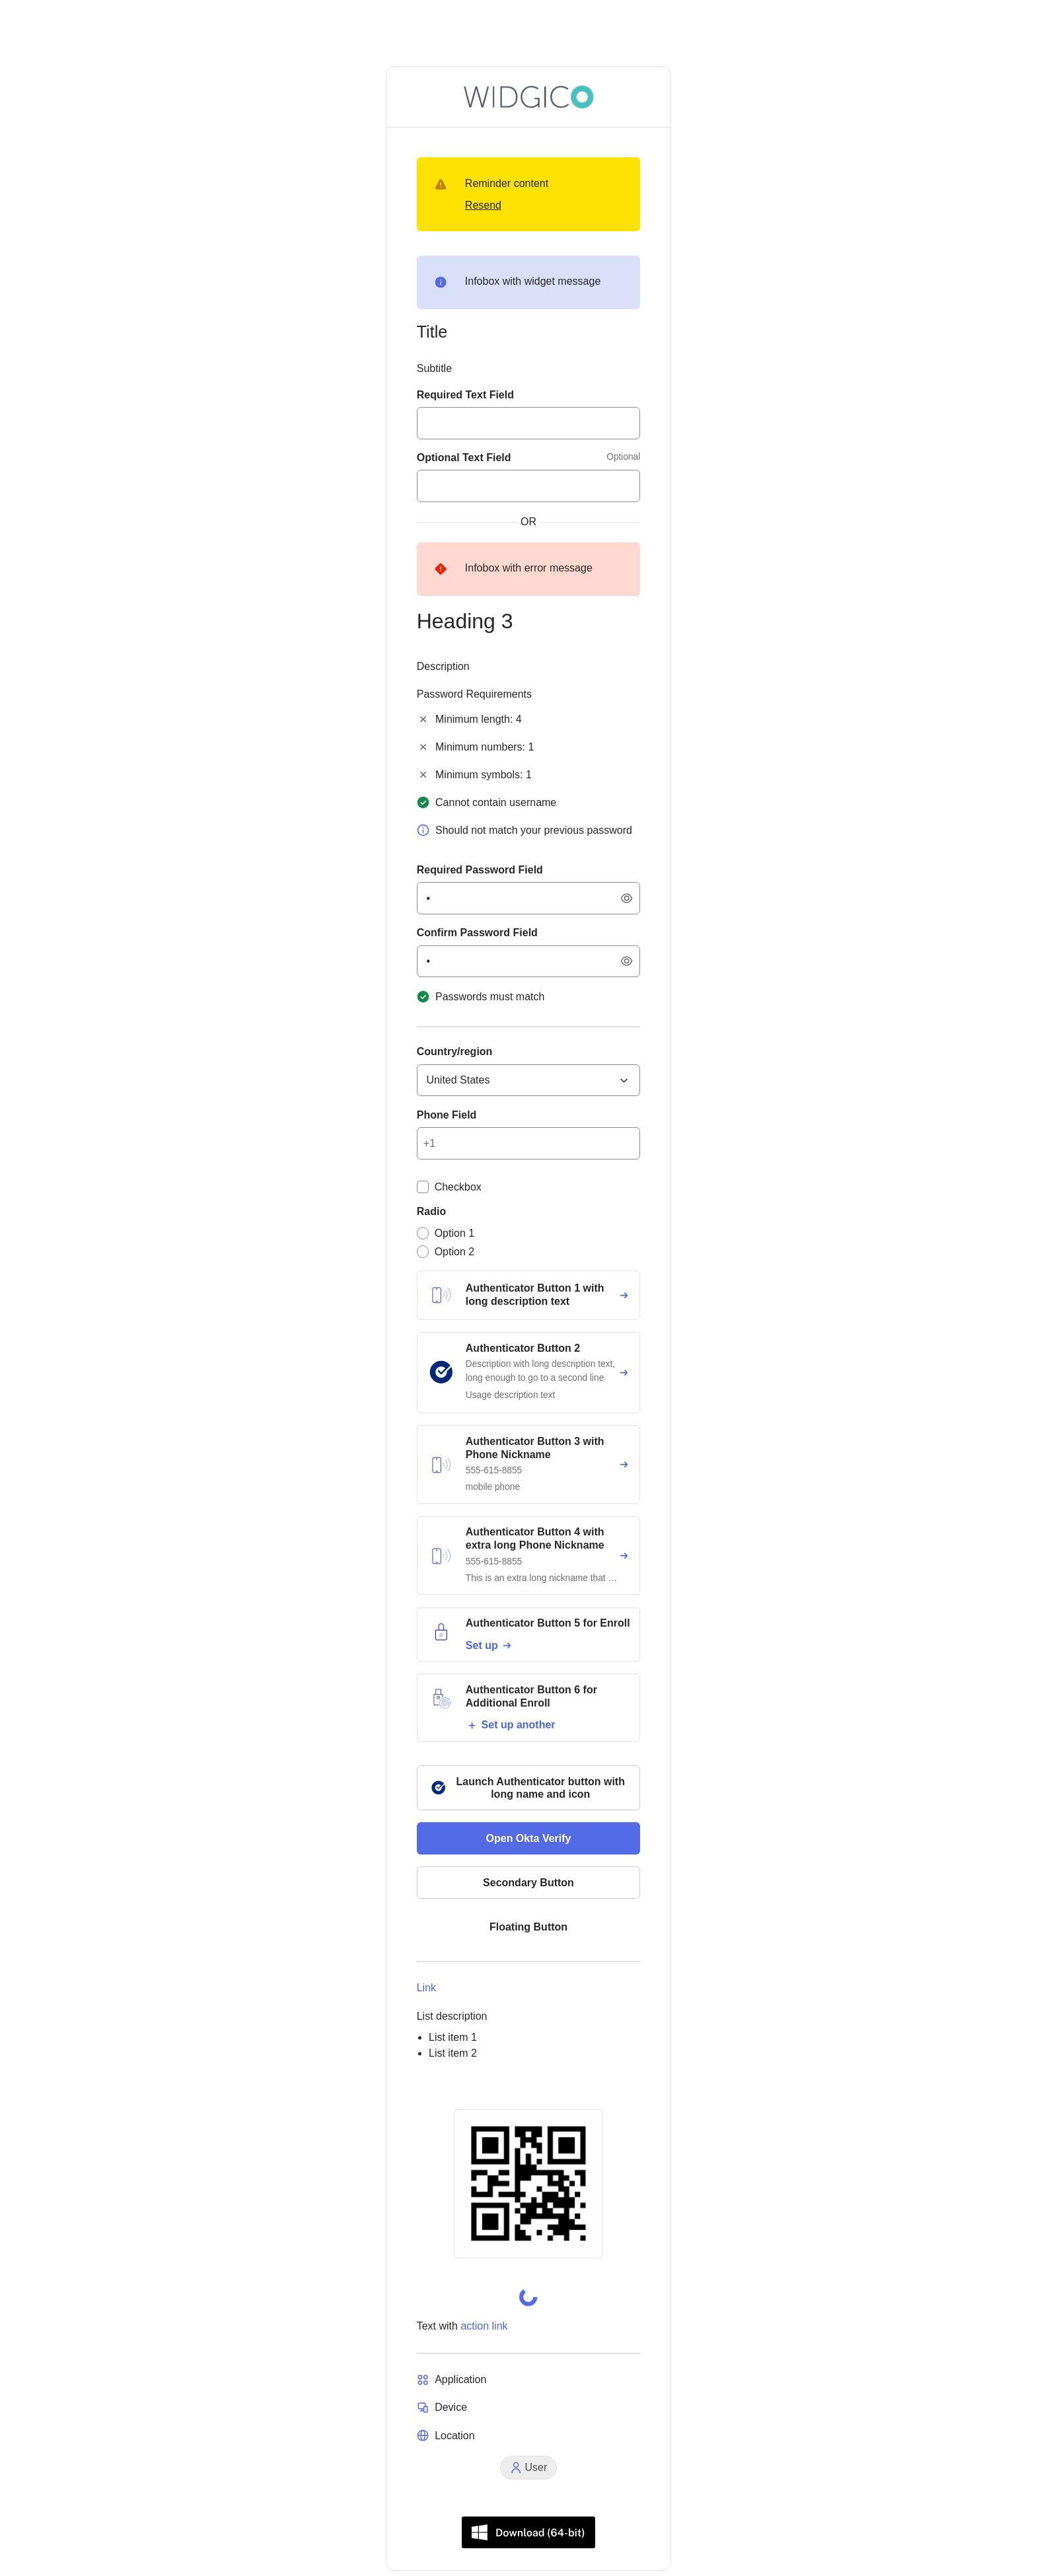 WIDGICO
Reminder content
Resend
Infobox with widget message
Title
Subtitle
Required Text Field
Optional Text Field
Optional
OR
Infobox with error message
Heading 3
Description
Password Requirements
Minimum length: 4
Minimum numbers: 1
Minimum symbols: 1
Cannot contain username
Should not match your previous password
Required Password Field
•
Confirm Password Field
•
Passwords must match
Country/region
United States
Phone Field
+1
Checkbox
Radio
Option 1
Option 2
Authenticator Button 1 with
long description text
Authenticator Button 2
Description with long description text,
long enough to go to a second line
Usage description text
Authenticator Button 3 with
Phone Nickname
555-615-8855
mobile phone
Authenticator Button 4 with
extra long Phone Nickname
555-615-8855
This is an extra long nickname that ...
Authenticator Button 5 for Enroll
Set up
Authenticator Button 6 for
Additional Enroll
Set up another
Launch Authenticator button with
long name and icon
Open Okta Verify
Secondary Button
Floating Button
Link
List description
• List item 1
• List item 2
Text with action link
Application
Device
Location
User
Download (64-bit)